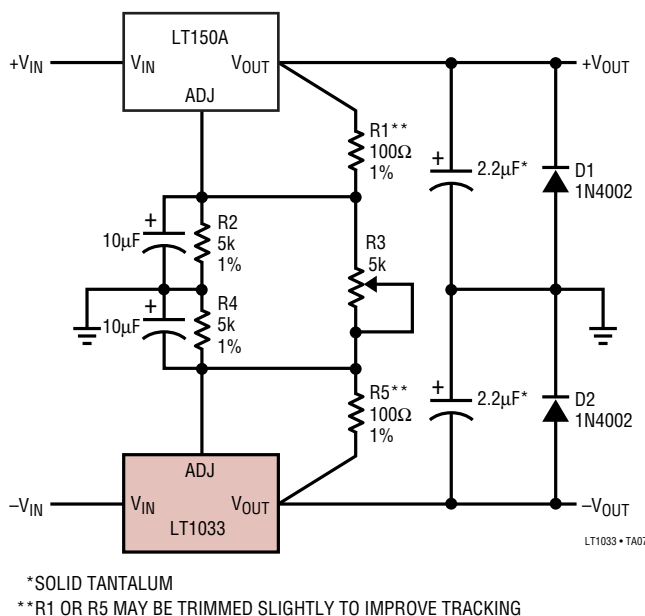 LT150A
+VIN
VIN
VOUT
+VOUT
ADJ
R1**
100Ω
1%
+
2.2µF*
D1
1N4002
+
10µF
R2
5k
1%
R3
5k
+
10µF
R4
5k
1%
R5**
100Ω
1%
+
2.2µF*
D2
1N4002
ADJ
–VIN
VIN
VOUT
–VOUT
LT1033
LT1033 • TA07
*SOLID TANTALUM
**R1 OR R5 MAY BE TRIMMED SLIGHTLY TO IMPROVE TRACKING